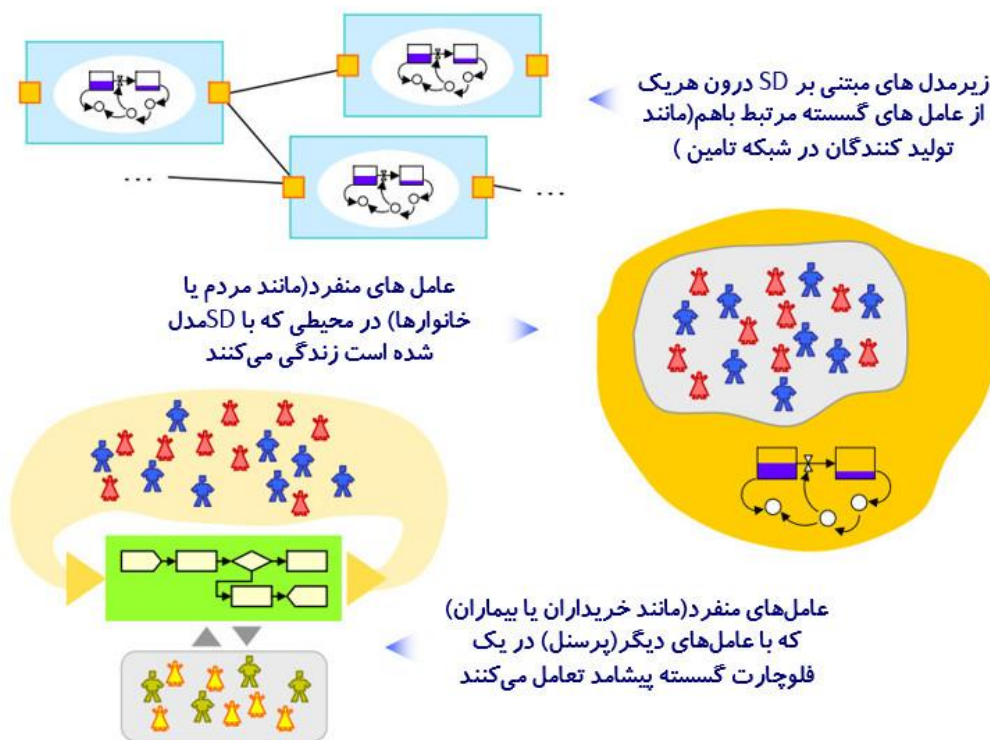 زیرمدل های مبتنی بر SD درون هریک
از عامل های گسسته مرتبط باهم(مانند
تولید کنندگان در شبکه تامین )
...
...
عامل های منفرد(مانند مردم یا
خانوارها) در محیطی که با SDمدل
شده است زندگی می‌کنند
عامل‌های منفرد(مانند خریداران یا بیماران)
که با عامل‌های دیگر(پرسنل) در یک
فلوچارت گسسته پیشامد تعامل می‌کنند